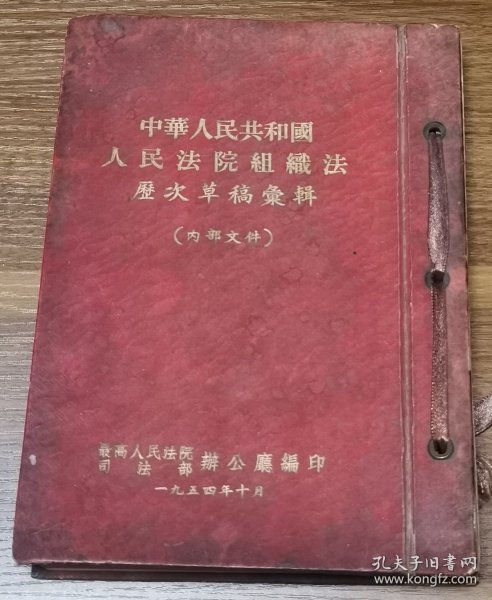 中華人民共和國
人民法院組織法
歷次草稿彙輯
(内部文件)
最高人民法院
司法部
辦公廳編印
一九五四年十月
孔夫子旧书网
www.kongfz.com